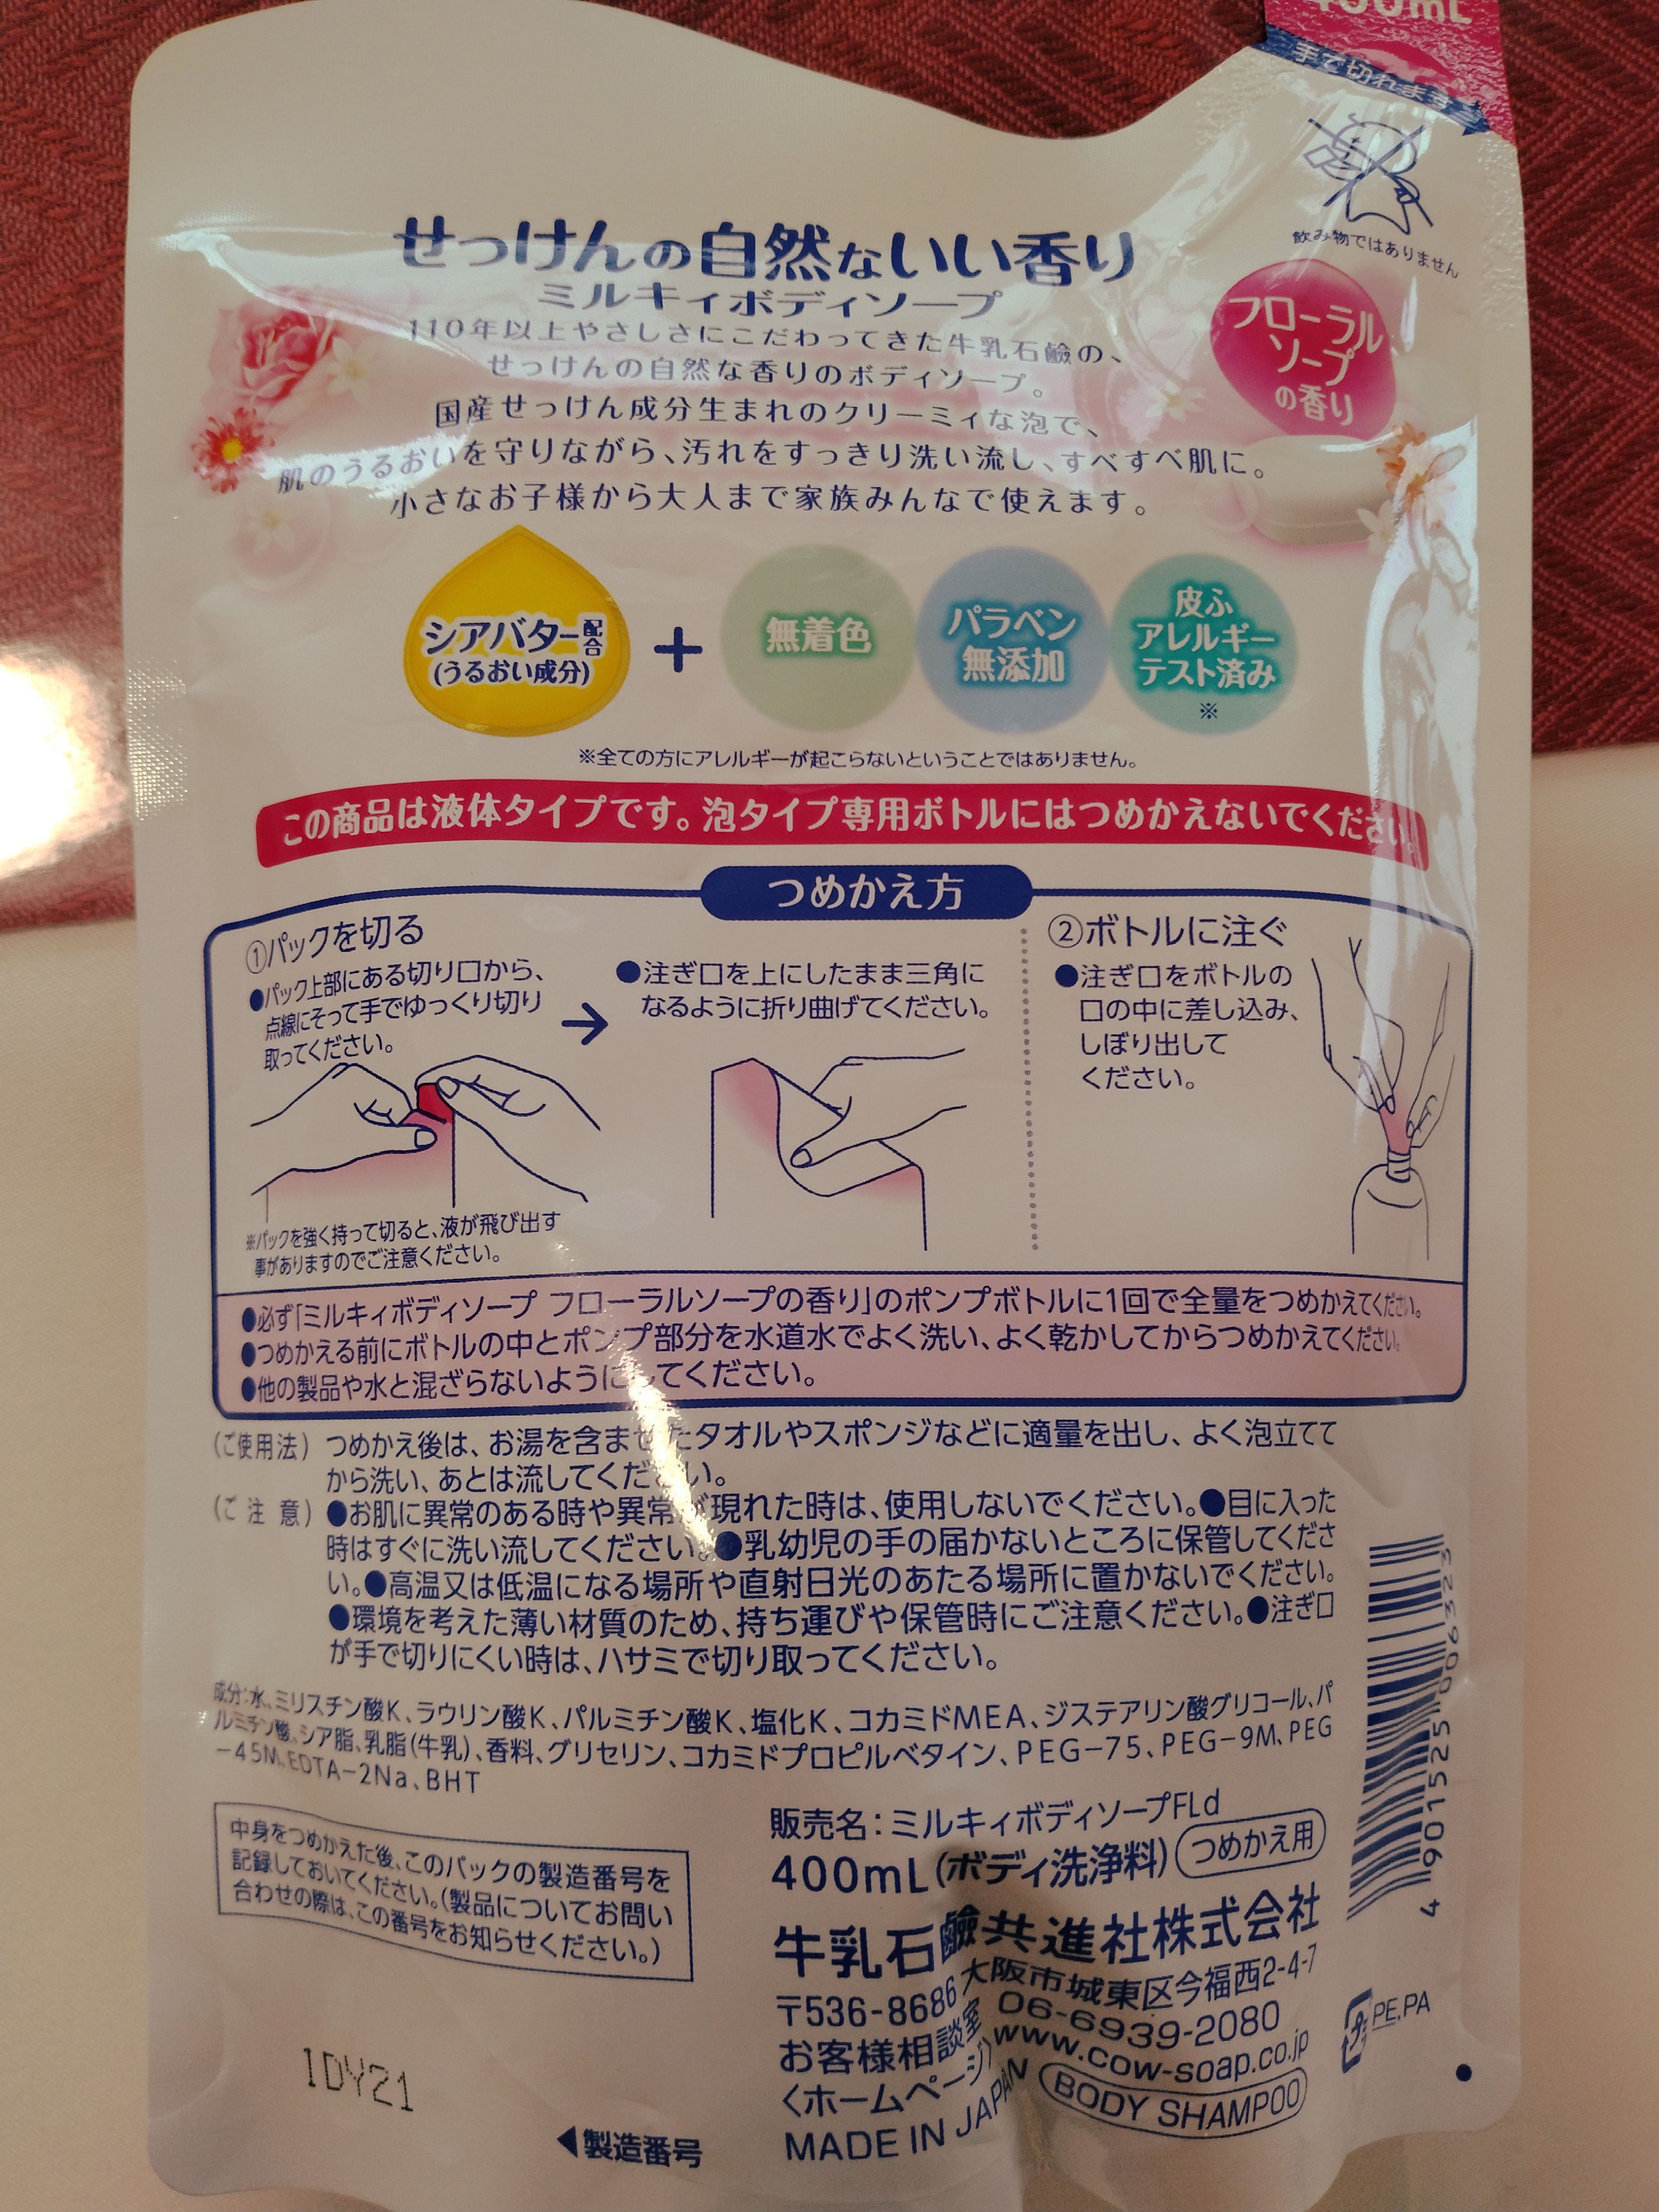 400mL
手で切れます
飲み物ではありません
せっけんの自然ないい香り
ミルキィボディソープ
フローラル
ソープ
の香り
110年以上やさしさにこだわってきた牛乳石鹼の、
せっけんの自然な香りのボディソープ。
国産せっけん成分生まれのクリーミィな泡で、
肌のうるおいを守りながら、汚れをすっきり洗い流し、すべすべ肌に。
小さなお子様から大人まで家族みんなで使えます。
シアバター配合
(うるおい成分)
+
無着色
パラベン
無添加
皮ふ
アレルギー
テスト済み
※
※全ての方にアレルギーが起こらないということではありません。
この商品は液体タイプです。泡タイプ専用ボトルにはつめかえないでください。
つめかえ方
①パックを切る
●パック上部にある切り口から、
点線にそって手でゆっくり切り
取ってください。
●注ぎ口を上にしたまま三角に
なるように折り曲げてください。
②ボトルに注ぐ
●注ぎ口をボトルの
口の中に差し込み、
しぼり出して
ください。
※パックを強く持って切ると、液が飛び出す
事がありますのでご注意ください。
●必ず「ミルキィボディソープ フローラルソープの香り」のポンプボトルに1回で全量をつめかえてください。
●つめかえる前にボトルの中とポンプ部分を水道水でよく洗い、よく乾かしてからつめかえてください。
●他の製品や水と混ざらないようにしてください。
(ご使用法) つめかえ後は、お湯を含ませたタオルやスポンジなどに適量を出し、よく泡立てて
から洗い、あとは流してください。
(ご注意) ●お肌に異常のある時や異常が現れた時は、使用しないでください。●目に入った
時はすぐに洗い流してください。●乳幼児の手の届かないところに保管してくださ
い。●高温又は低温になる場所や直射日光のあたる場所に置かないでください。
●環境を考えた薄い材質のため、持ち運びや保管時にご注意ください。●注ぎ口
が手で切りにくい時は、ハサミで切り取ってください。
成分:水、ミリスチン酸K、ラウリン酸K、パルミチン酸K、塩化K、コカミドMEA、ジステアリン酸グリコール、パ
ルミチン酸、シア脂、乳脂(牛乳)、香料、グリセリン、コカミドプロピルベタイン、PEG-75、PEG-9M、PEG
-45M、EDTA-2Na、BHT
中身をつめかえた後、このパックの製造番号を
記録しておいてください。(製品についてお問い
合わせの際は、この番号をお知らせください。)
販売名:ミルキィボディソープFLd
400mL(ボディ洗浄料) つめかえ用
牛乳石鹼共進社株式会社
〒536-8686 大阪市城東区今福西2-4-7
お客様相談室 06-6939-2080
〈ホームページ〉www.cow-soap.co.jp
MADE IN JAPAN BODY SHAMPOO
4 901525 006323
PE,PA
1DY21
◀製造番号